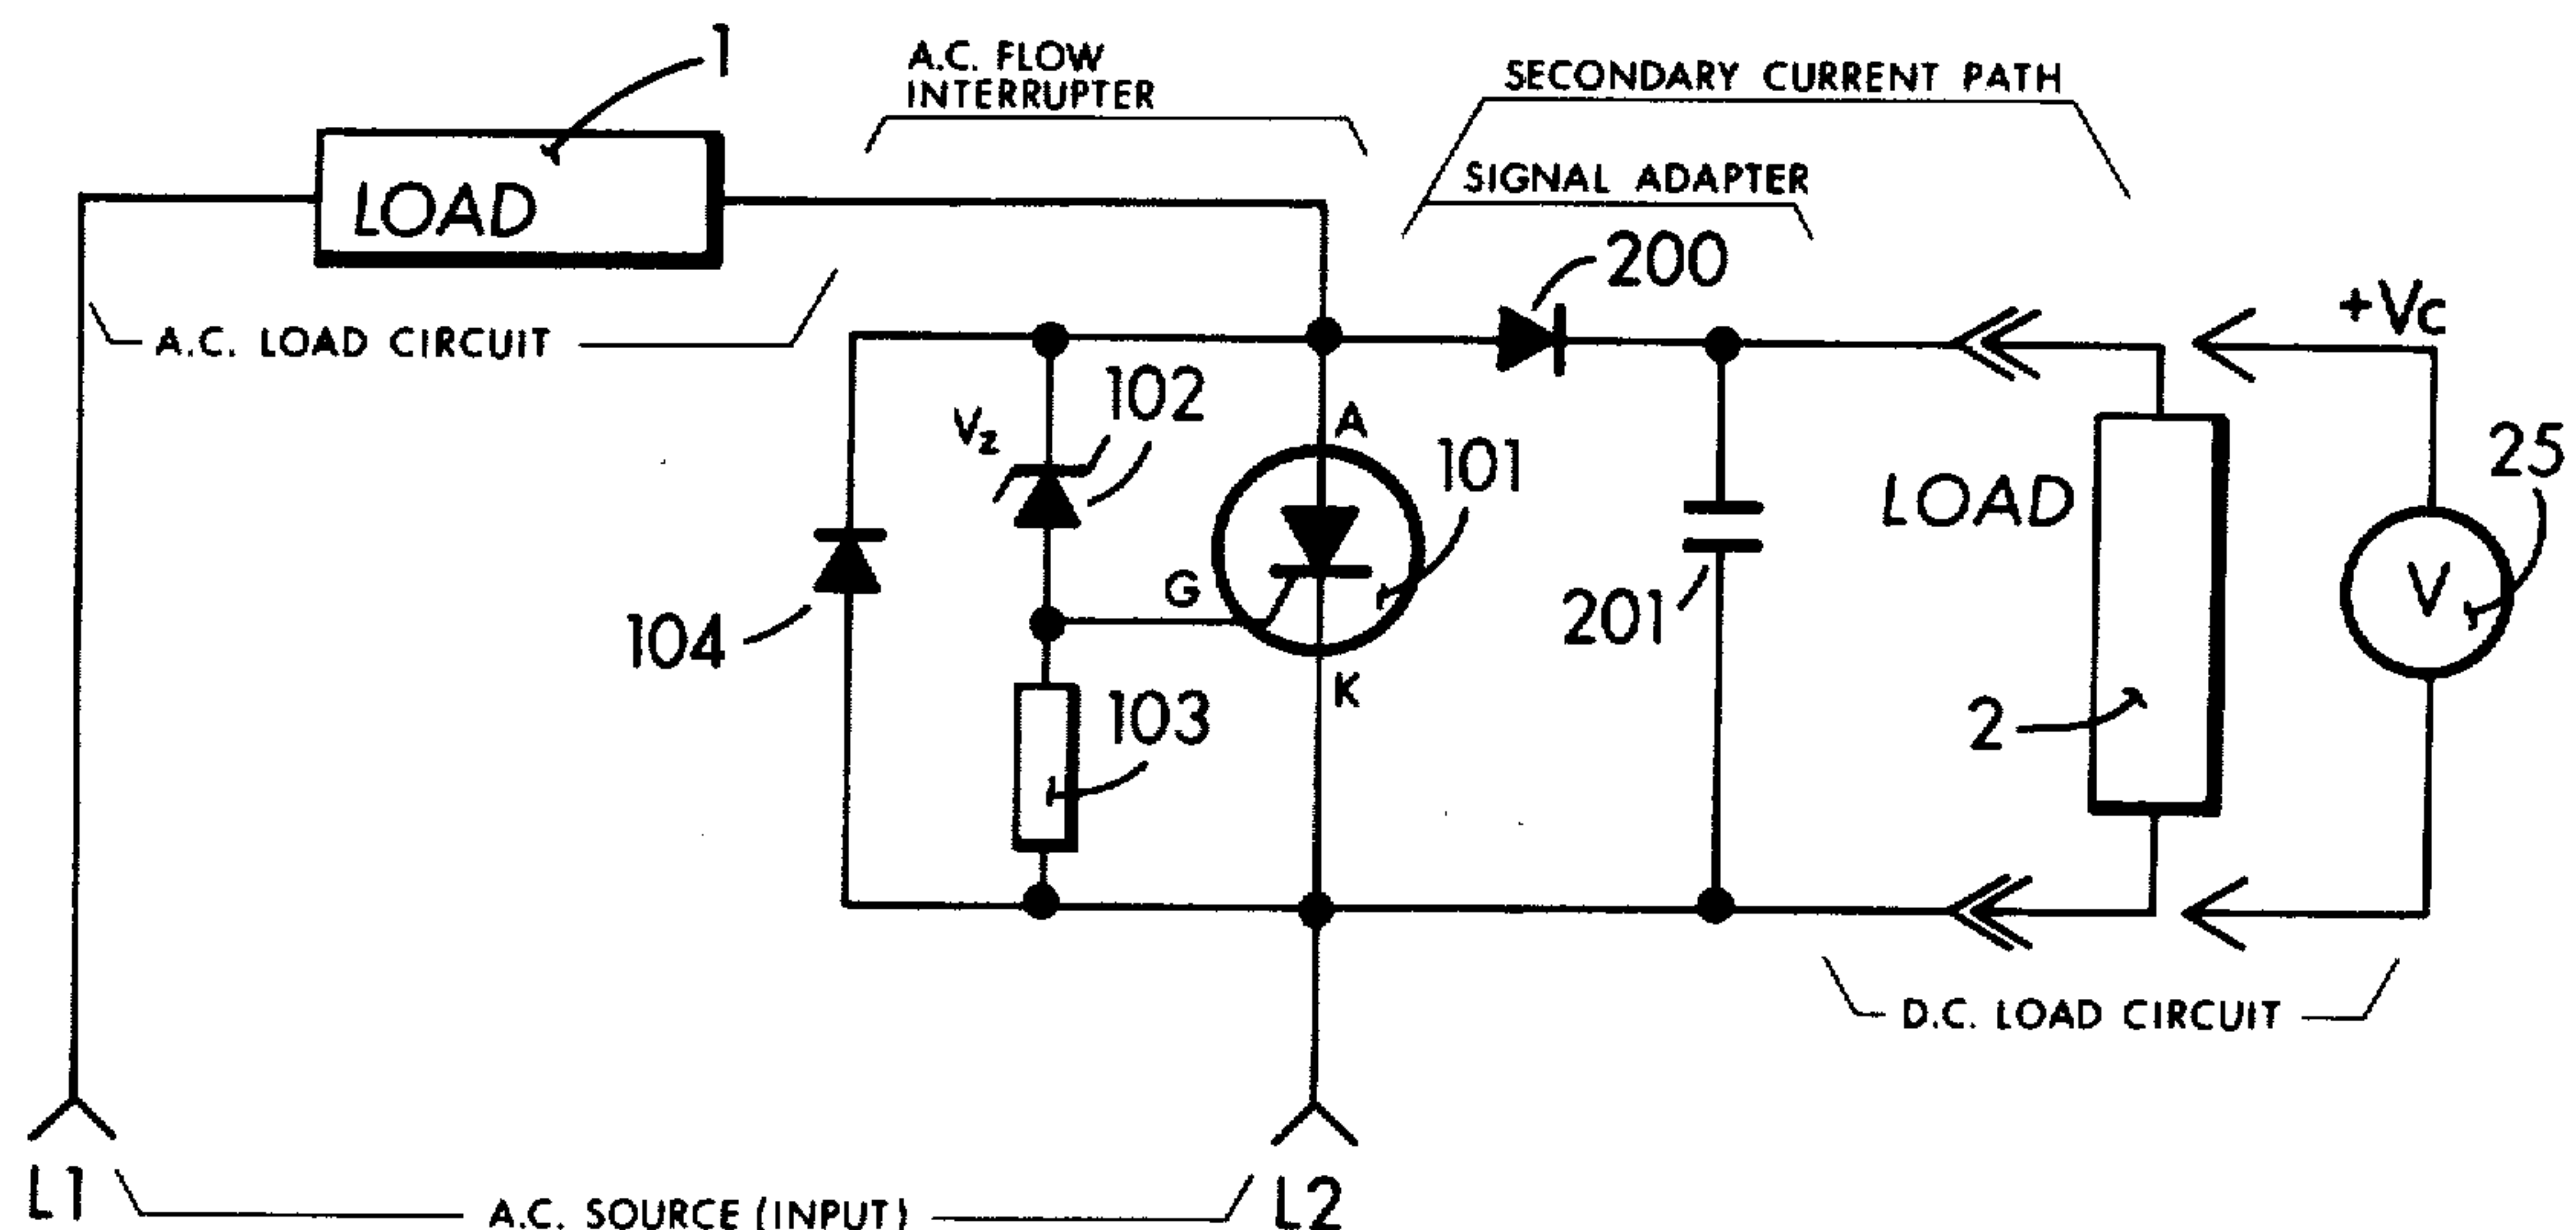 1
A.C. FLOW
INTERRUPTER
SECONDARY CURRENT PATH
SIGNAL ADAPTER
LOAD
200
+Vc
A.C. LOAD CIRCUIT
102
Vz
A
101
25
LOAD
V
G
104
201
K
103
2
D.C. LOAD CIRCUIT
L1
A.C. SOURCE (INPUT)
L2